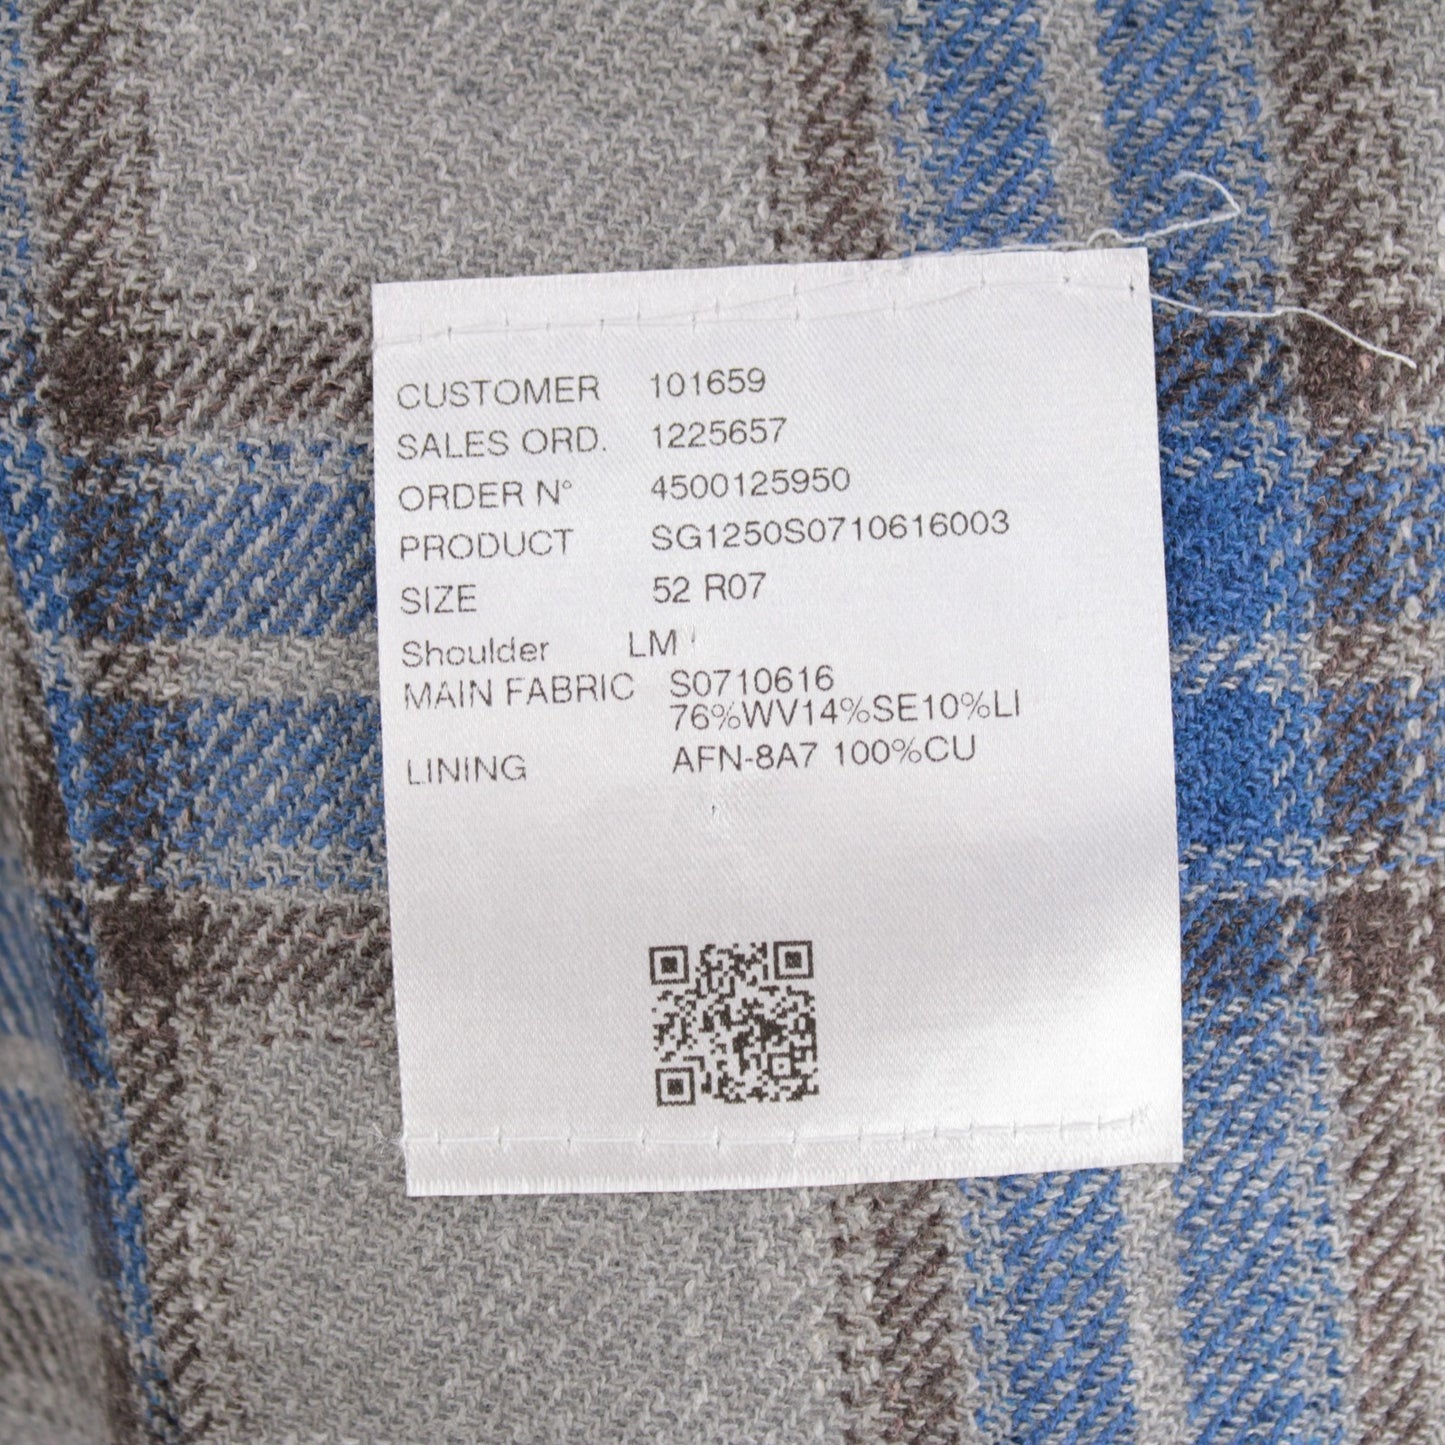 CUSTOMER 101659
SALES ORD. 1225657
ORDER N° 4500125950
PRODUCT SG1250S0710616003
SIZE 52 R07
Shoulder LM
MAIN FABRIC S0710616
76%WV14%SE10%LI
LINING AFN-8A7 100%CU